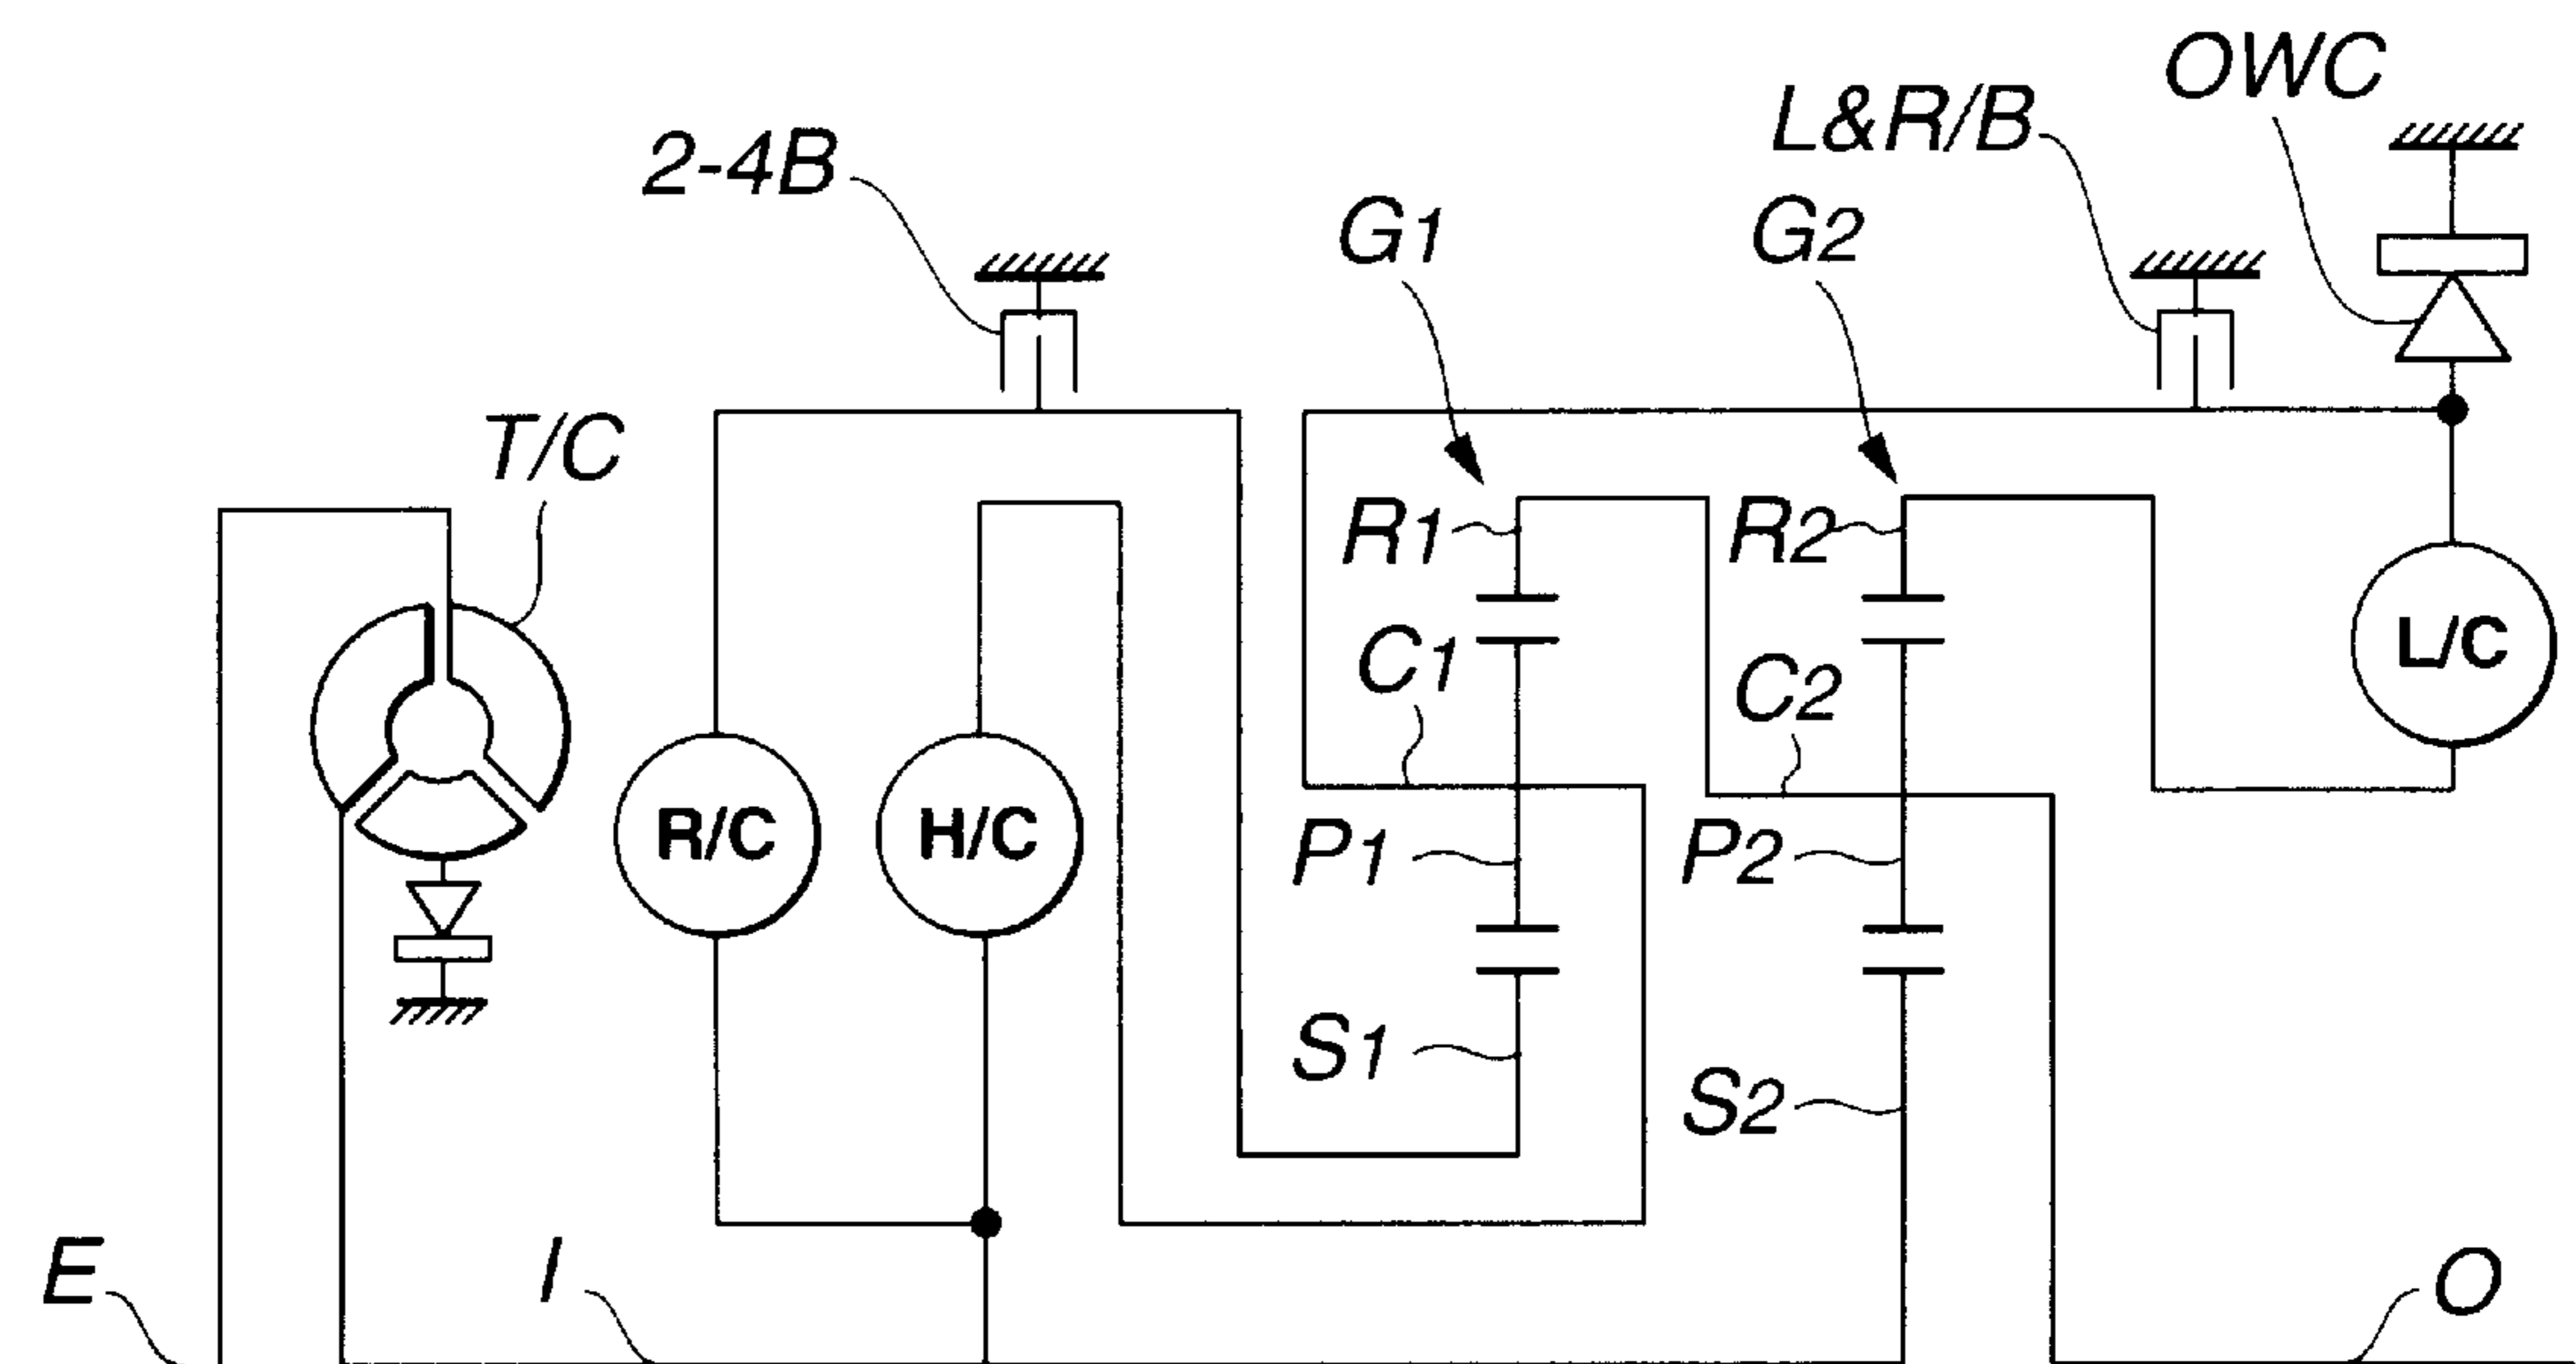 OWC
L&R/B
2-4B
G1
G2
T/C
R1
R2
C1
C2
L/C
R/C
H/C
P1
P2
S1
S2
E
I
O